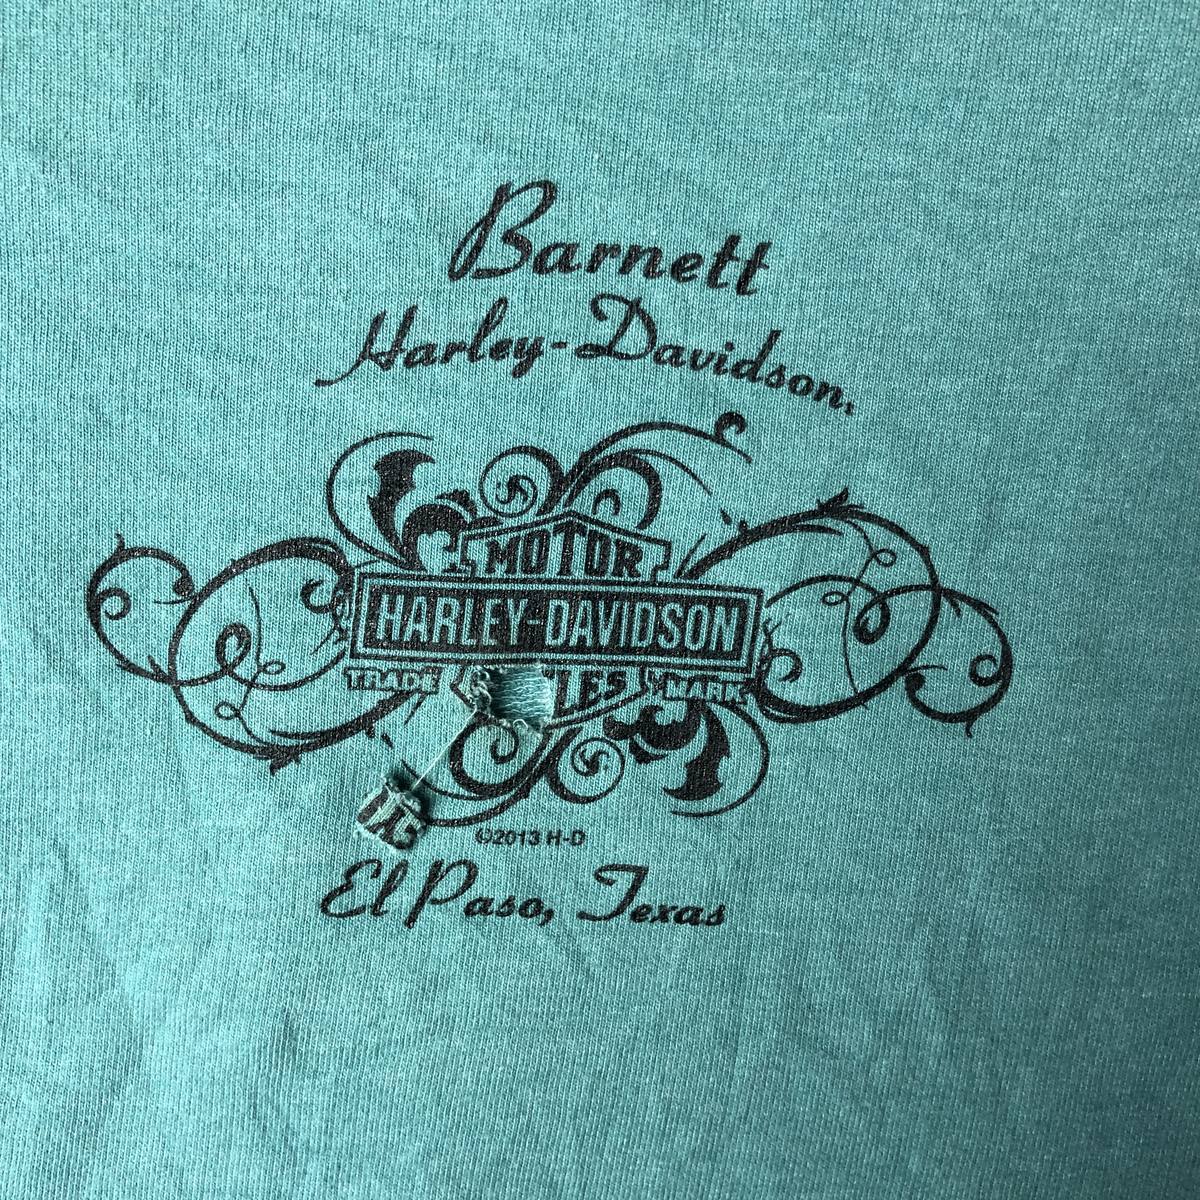 Barnett
Harley-Davidson
MOTOR
HARLEY-DAVIDSON
TRADE MARK
©2013 H-D
El Paso, Texas